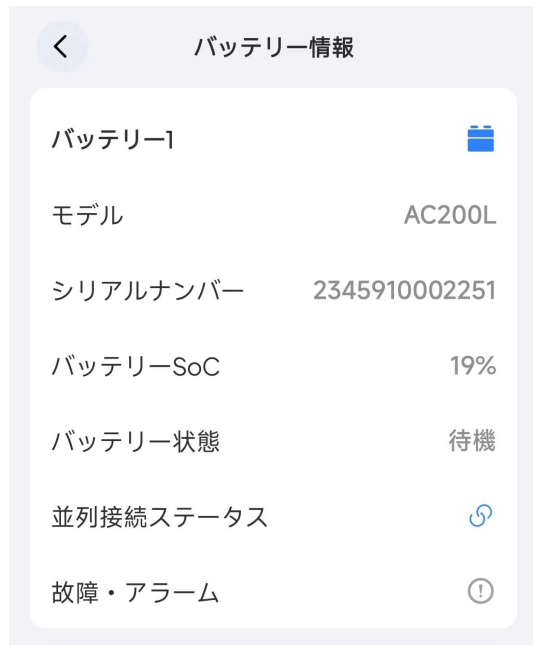 バッテリー情報
バッテリー1
モデル AC200L
シリアルナンバー 2345910002251
バッテリーSoC 19%
バッテリー状態 待機
並列接続ステータス
故障・アラーム